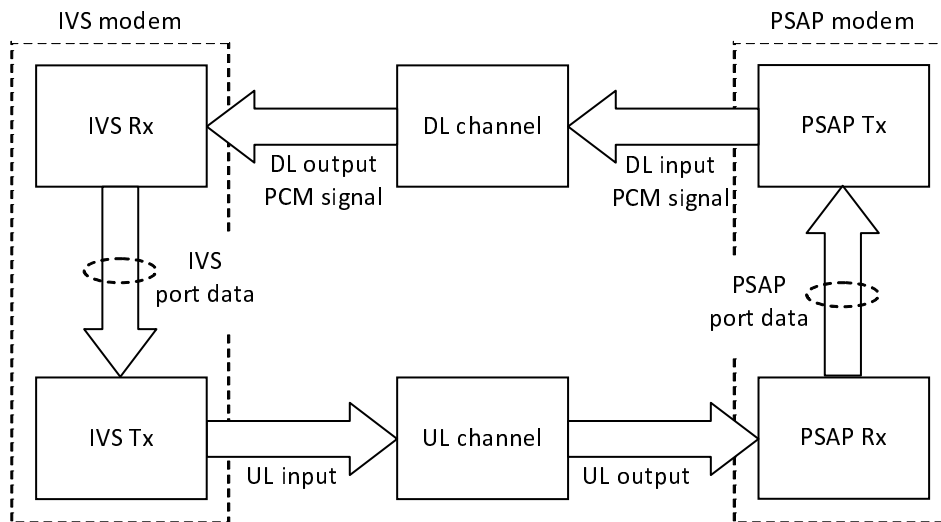 IVS modem
PSAP modem
IVS Rx
DL channel
PSAP Tx
DL output
PCM signal
DL input
PCM signal
IVS
port data
PSAP
port data
IVS Tx
UL channel
PSAP Rx
UL input
UL output